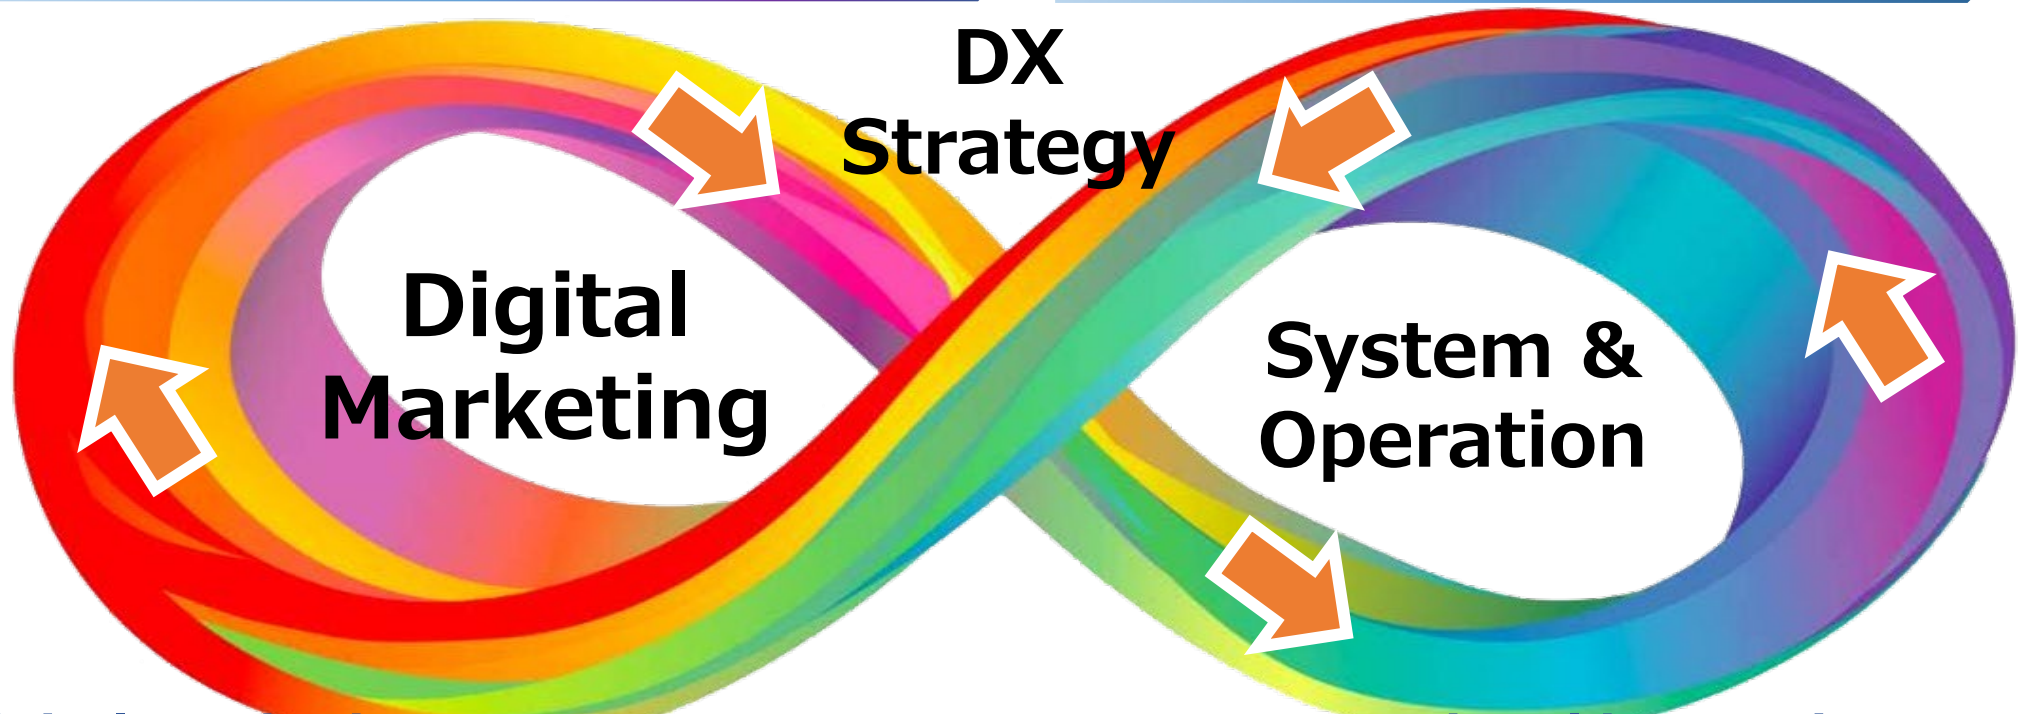 DX
Strategy
Digital
Marketing
System &
Operation